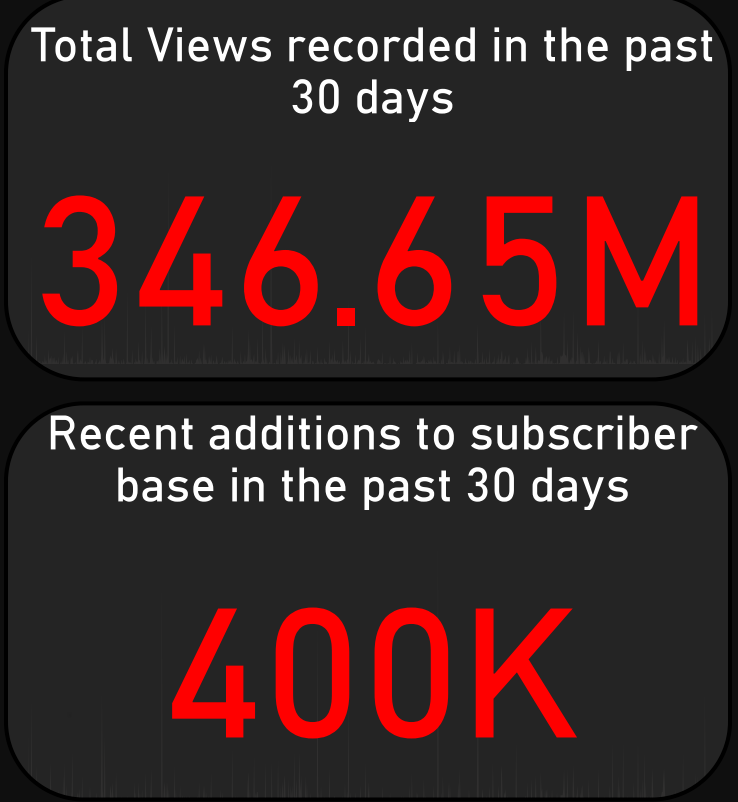 Total Views recorded in the past
30 days
346.65M
Recent additions to subscriber
base in the past 30 days
400K